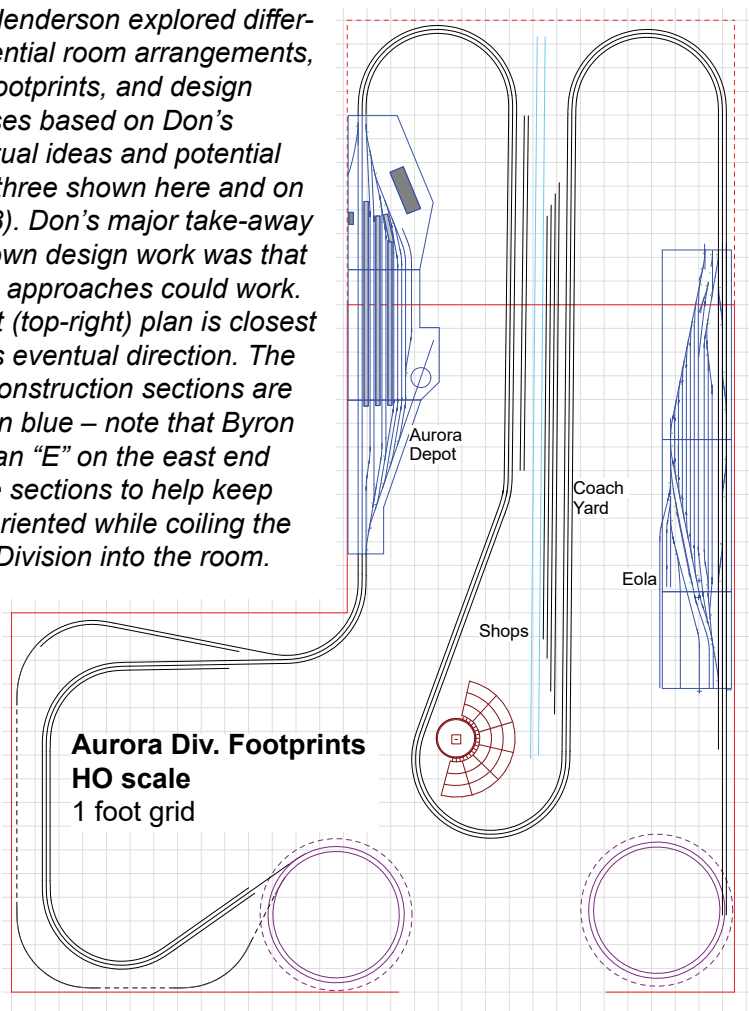 Henderson explored differ-
ential room arrangements,
ootprints, and design
ses based on Don's
tual ideas and potential
three shown here and on
3). Don's major take-away
own design work was that
approaches could work.
t (top-right) plan is closest
s eventual direction. The
onstruction sections are
n blue – note that Byron
an “E” on the east end
e sections to help keep
riented while coiling the
Division into the room.
Aurora
Depot
Coach
Yard
Eola
Shops
Aurora Div. Footprints
HO scale
1 foot grid